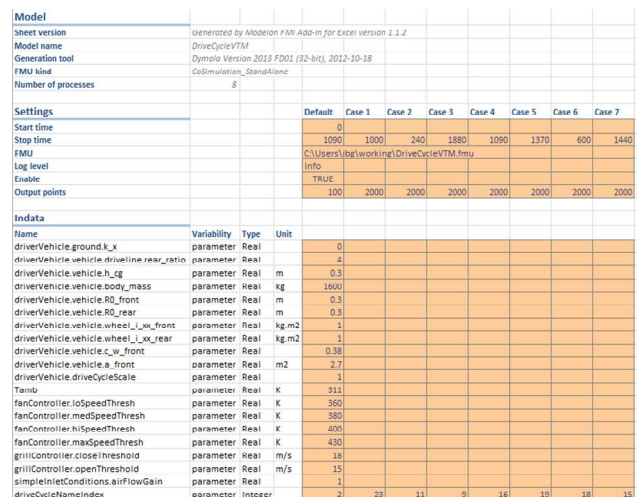 Model
Sheet version Generated by Modelon FMI Add-In for Excel version 1.1.2
Model name DriveCycleVTM
Generation tool Dymola Version 2013 FD01 (32-bit), 2012-10-18
FMU kind CoSimulation_StandAlone
Number of processes 8
Settings Default Case 1 Case 2 Case 3 Case 4 Case 5 Case 6 Case 7
Start time 0
Stop time 1090 1000 240 1880 1090 1370 600 1440
FMU C:\Users\jbg\working\DriveCycleVTM.fmu
Log level Info
Enable TRUE
Output points 100 2000 2000 2000 2000 2000 2000 2000
Indata
Name Variability Type Unit
driverVehicle.ground.k_x parameter Real 0
driverVehicle.vehicle.driveline.rear_ratio parameter Real 4
driverVehicle.vehicle.h_cg parameter Real m 0.3
driverVehicle.vehicle.body_mass parameter Real kg 1600
driverVehicle.vehicle.R0_front parameter Real m 0.3
driverVehicle.vehicle.R0_rear parameter Real m 0.3
driverVehicle.vehicle.wheel_i_xx_front parameter Real kg.m2 1
driverVehicle.vehicle.wheel_i_xx_rear parameter Real kg.m2 1
driverVehicle.vehicle.c_w_front parameter Real 0.38
driverVehicle.vehicle.a_front parameter Real m2 2.7
driverVehicle.driveCycleScale parameter Real 1
Tamb parameter Real K 311
fanController.loSpeedThresh parameter Real K 360
fanController.medSpeedThresh parameter Real K 380
fanController.hiSpeedThresh parameter Real K 400
fanController.maxSpeedThresh parameter Real K 430
grillController.closeThreshold parameter Real m/s 18
grillController.openThreshold parameter Real m/s 15
simpleInletConditions.airFlowGain parameter Real 1
driveCycleNameIndex parameter Integer 2 23 11 9 16 19 18 15